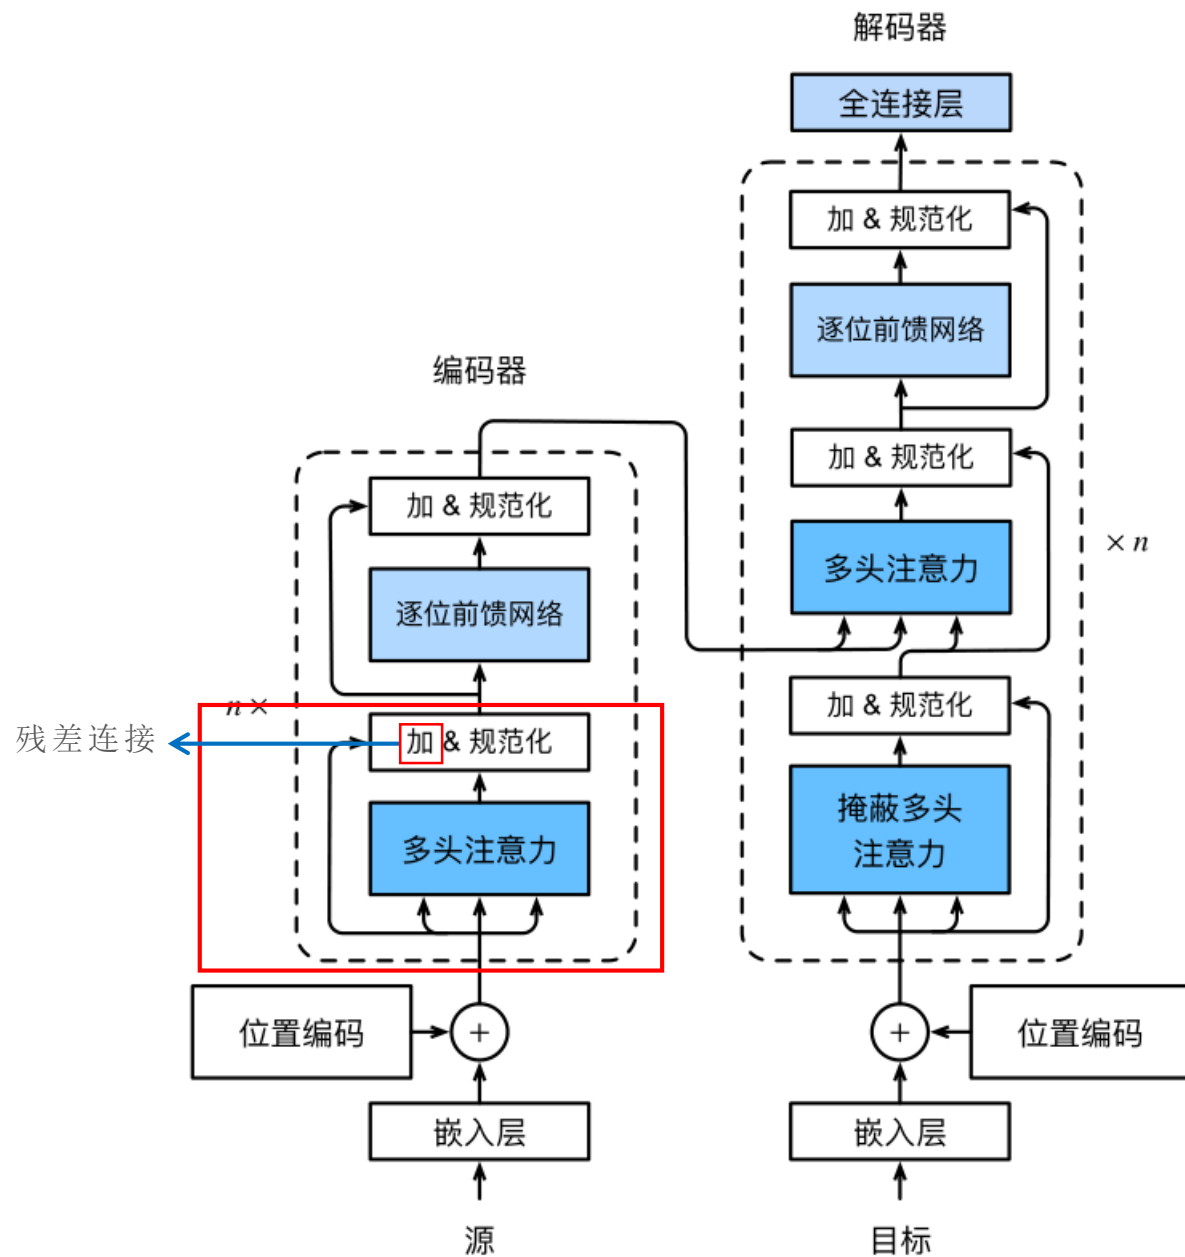 解码器
全连接层
加 & 规范化
逐位前馈网络
加 & 规范化
多头注意力
× n
加 & 规范化
掩蔽多头
注意力
位置编码
+
嵌入层
目标
编码器
加 & 规范化
逐位前馈网络
n ×
加 & 规范化
残差连接
多头注意力
位置编码
+
嵌入层
源